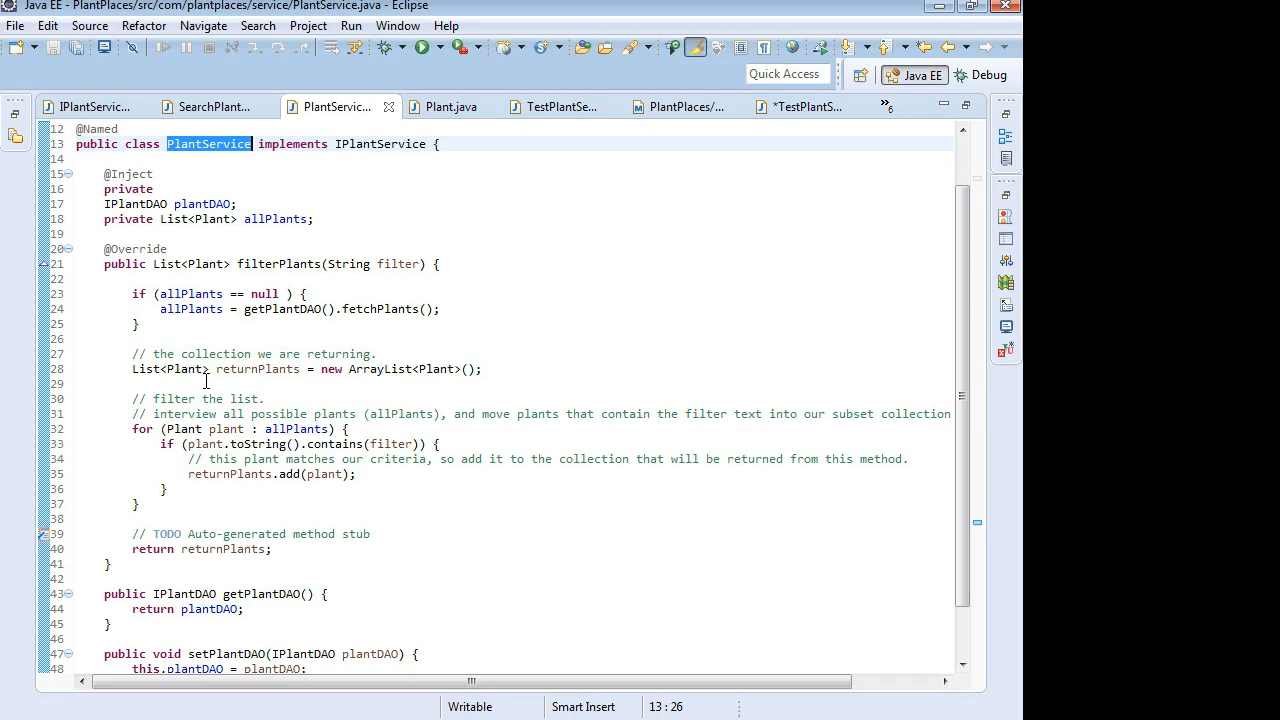 Java EE - PlantPlaces/src/com/plantplaces/service/PlantService.java - Eclipse
File Edit Source Refactor Navigate Search Project Run Window Help
Quick Access Java EE Debug
IPlantServic... SearchPlant... PlantServic... Plant.java TestPlantSe... PlantPlaces/... *TestPlantS... »6
12 @Named
13 public class PlantService implements IPlantService {
14
15 @Inject
16 private
17 IPlantDAO plantDAO;
18 private List<Plant> allPlants;
19
20 @Override
21 public List<Plant> filterPlants(String filter) {
22
23 if (allPlants == null ) {
24 allPlants = getPlantDAO().fetchPlants();
25 }
26
27 // the collection we are returning.
28 List<Plant> returnPlants = new ArrayList<Plant>();
29
30 // filter the list.
31 // interview all possible plants (allPlants), and move plants that contain the filter text into our subset collection
32 for (Plant plant : allPlants) {
33 if (plant.toString().contains(filter)) {
34 // this plant matches our criteria, so add it to the collection that will be returned from this method.
35 returnPlants.add(plant);
36 }
37 }
38
39 // TODO Auto-generated method stub
40 return returnPlants;
41 }
42
43 public IPlantDAO getPlantDAO() {
44 return plantDAO;
45 }
46
47 public void setPlantDAO(IPlantDAO plantDAO) {
48 this.plantDAO = plantDAO;
Writable Smart Insert 13 : 26